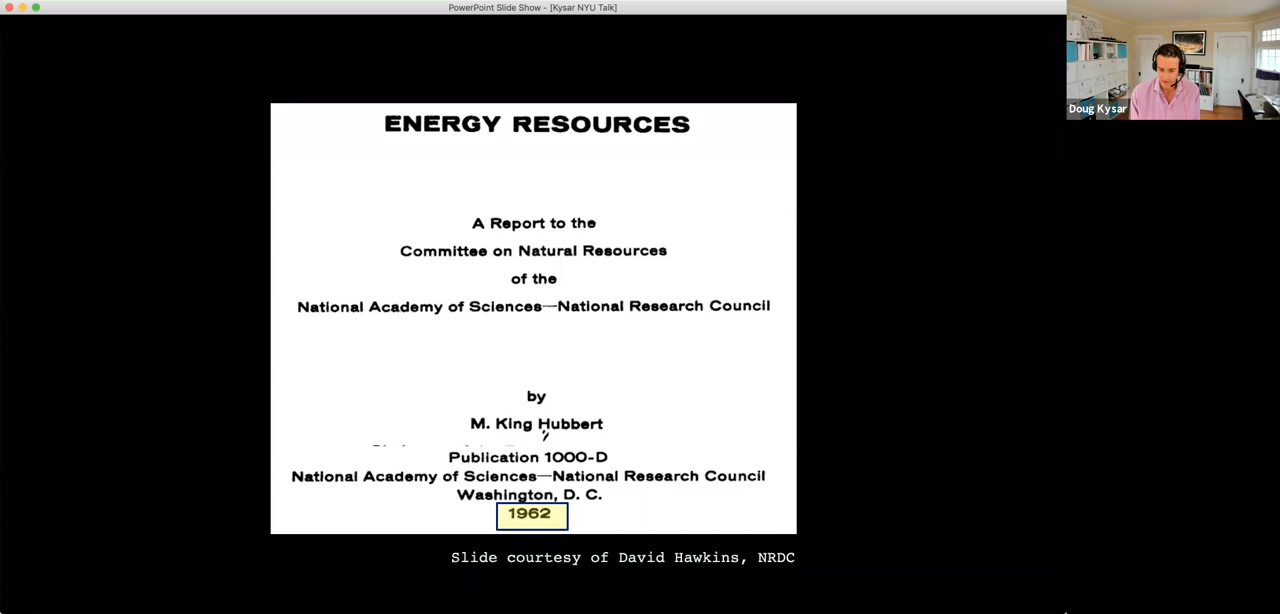 PowerPoint Slide Show - [Kysar NYU Talk]
Doug Kysar
ENERGY RESOURCES
A Report to the
Committee on Natural Resources
of the
National Academy of Sciences—National Research Council
by
M. King Hubbert
Publication 1000-D
National Academy of Sciences—National Research Council
Washington, D. C.
1962
Slide courtesy of David Hawkins, NRDC